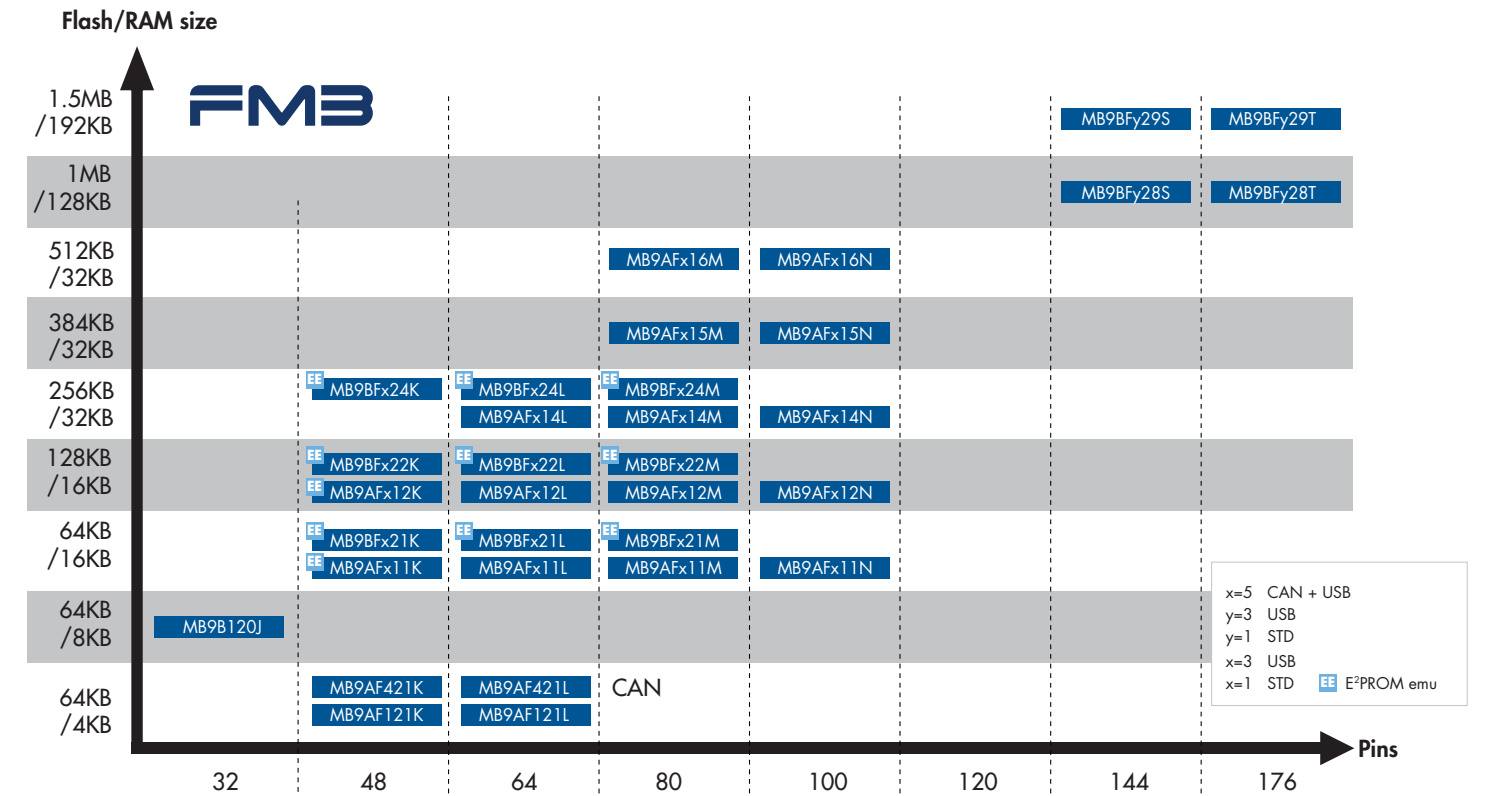 Flash/RAM size
FM3
1.5MB
/192KB
MB9BFy29S MB9BFy29T
1MB
/128KB
MB9BFy28S MB9BFy28T
512KB
/32KB
MB9AFx16M MB9AFx16N
384KB
/32KB
MB9AFx15M MB9AFx15N
256KB
/32KB
EE MB9BFx24K EE MB9BFx24L EE MB9BFx24M
MB9AFx14L MB9AFx14M MB9AFx14N
128KB
/16KB
EE MB9BFx22K EE MB9BFx22L EE MB9BFx22M
EE MB9AFx12K MB9AFx12L MB9AFx12M MB9AFx12N
64KB
/16KB
EE MB9BFx21K EE MB9BFx21L EE MB9BFx21M
EE MB9AFx11K MB9AFx11L MB9AFx11M MB9AFx11N
64KB
/8KB
MB9B120J
64KB
/4KB
MB9AF421K MB9AF421L CAN
MB9AF121K MB9AF121L
x=5 CAN + USB
y=3 USB
y=1 STD
x=3 USB
x=1 STD EE E²PROM emu
Pins
32 48 64 80 100 120 144 176